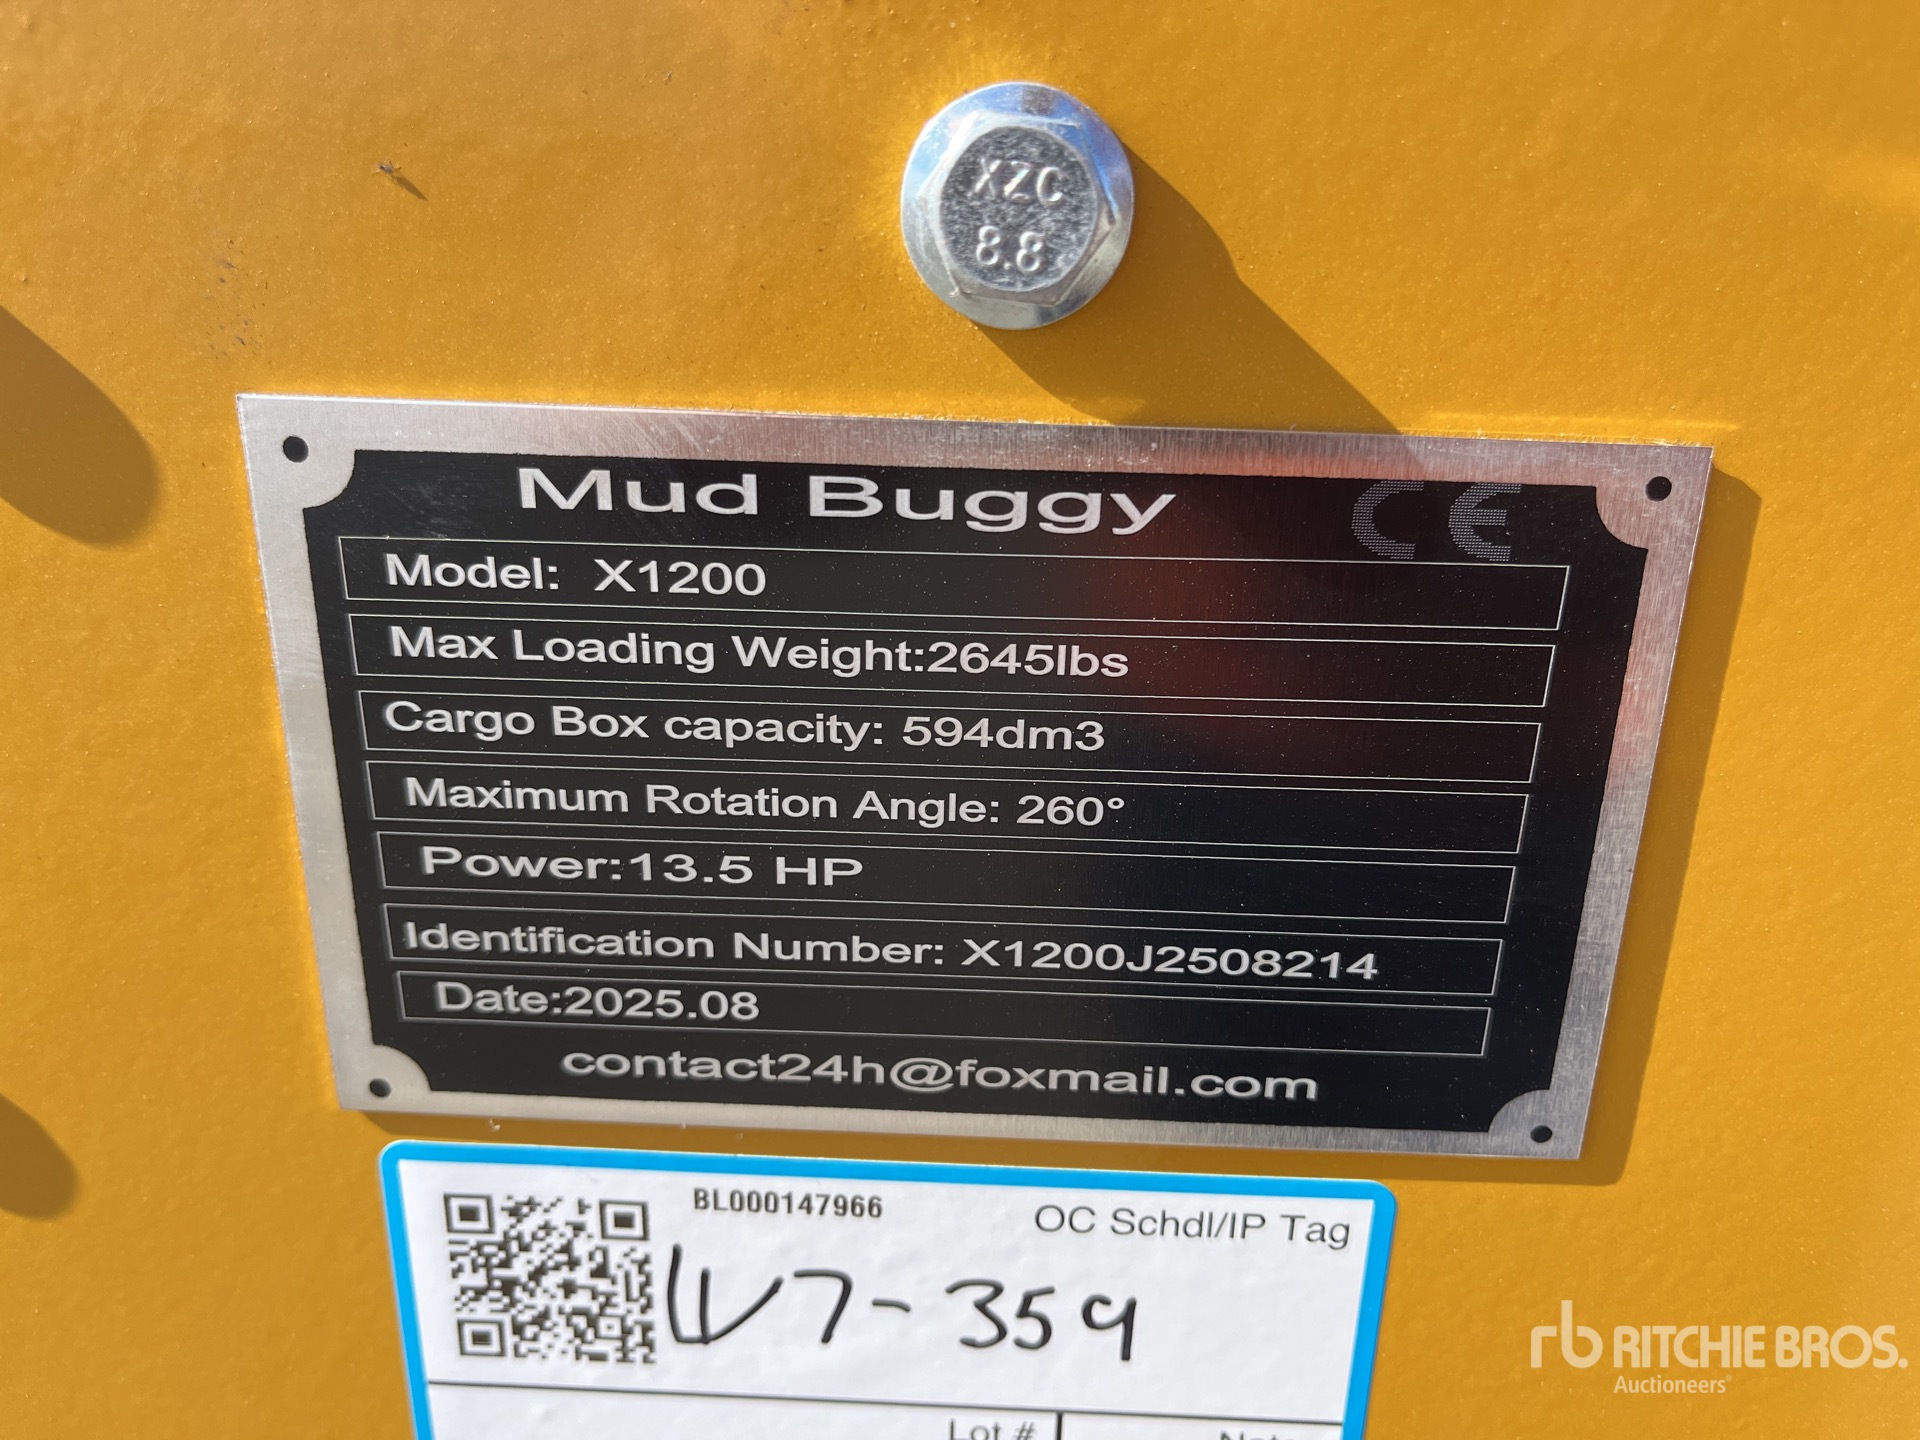 XZC
8.8
Mud Buggy CE
Model: X1200
Max Loading Weight:2645lbs
Cargo Box capacity: 594dm3
Maximum Rotation Angle: 260°
Power:13.5 HP
Identification Number: X1200J2508214
Date:2025.08
contact24h@foxmail.com
BL000147966
OC Schdl/IP Tag
W7-359
Lot #
rb RITCHIE BROS.
Auctioneers